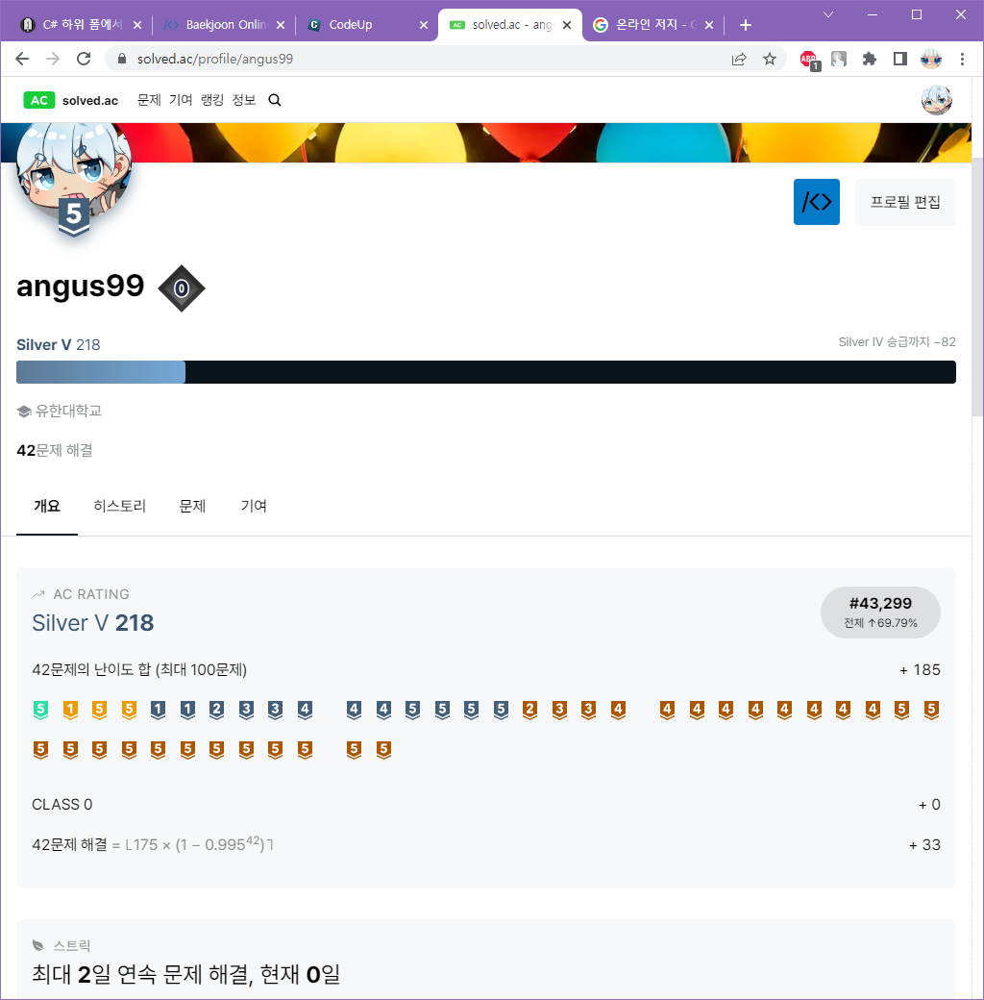 C# 하위 폼에서
Baekjoon Onlin
CodeUp
solved.ac - ang
온라인 저지 - G
solved.ac/profile/angus99
ABP
1
AC solved.ac 문제 기여 랭킹 정보
5
/<>
프로필 편집
angus99 0
Silver V 218
Silver IV 승급까지 −82
유한대학교
42문제 해결
개요 히스토리 문제 기여
AC RATING
Silver V 218
#43,299
전체 ↑69.79%
42문제의 난이도 합 (최대 100문제) + 185
5 1 5 5 1 1 2 3 3 4 4 4 5 5 5 5 2 3 3 4 4 4 4 4 4 4 4 4 5 5
5 5 5 5 5 5 5 5 5 5 5 5
CLASS 0 + 0
42문제 해결 = ⌊175 × (1 − 0.995^42)⌉ + 33
스트릭
최대 2일 연속 문제 해결, 현재 0일